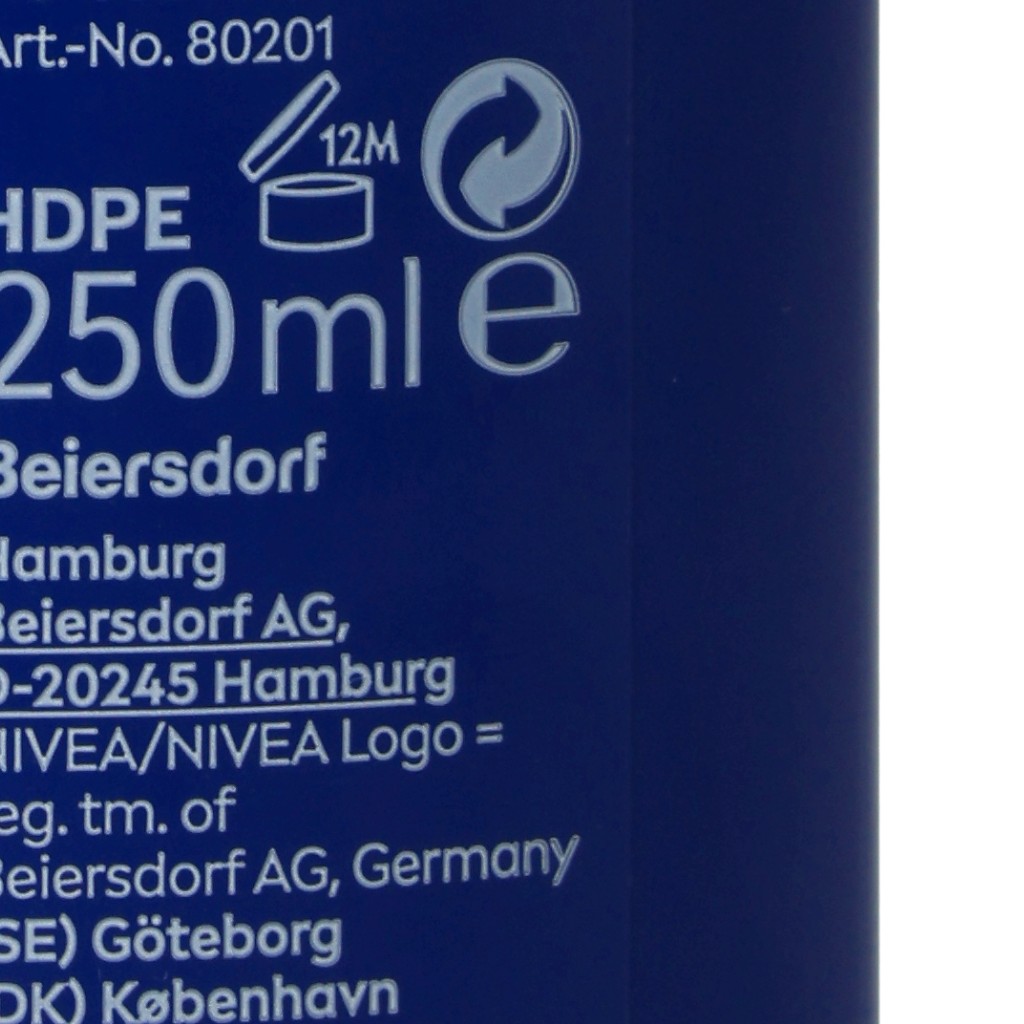 Art.-No. 80201
12M
HDPE
250 ml e
Beiersdorf
Hamburg
Beiersdorf AG,
D-20245 Hamburg
NIVEA/NIVEA Logo =
eg. tm. of
Beiersdorf AG, Germany
(SE) Göteborg
(DK) København